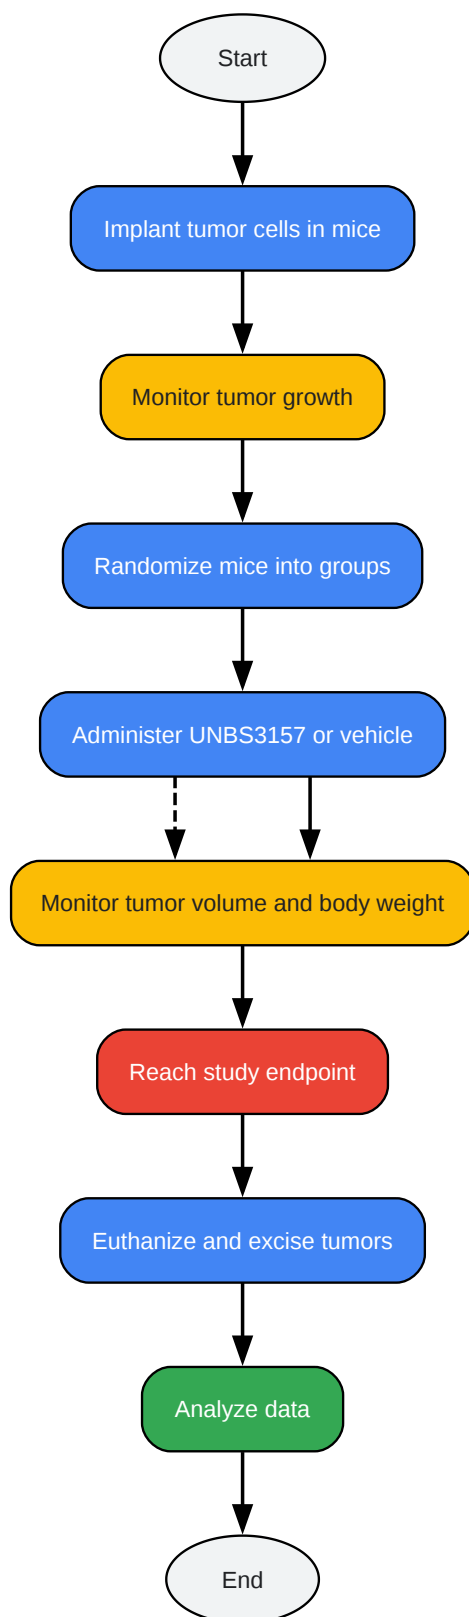 Start
Implant tumor cells in mice
Monitor tumor growth
Randomize mice into groups
Administer UNBS3157 or vehicle
Monitor tumor volume and body weight
Reach study endpoint
Euthanize and excise tumors
Analyze data
End